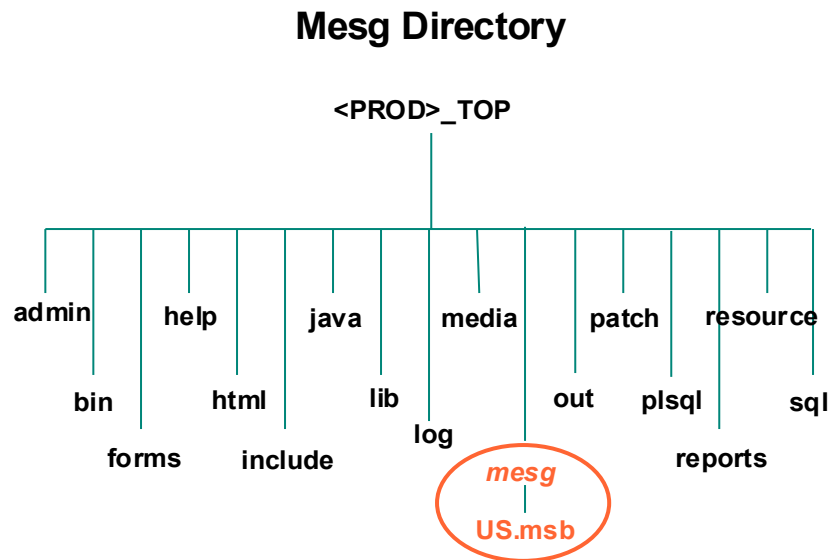 Mesg Directory
<PROD>_TOP
admin help java media patch resource
bin html lib out plsql sql
log
forms include reports
mesg
US.msb